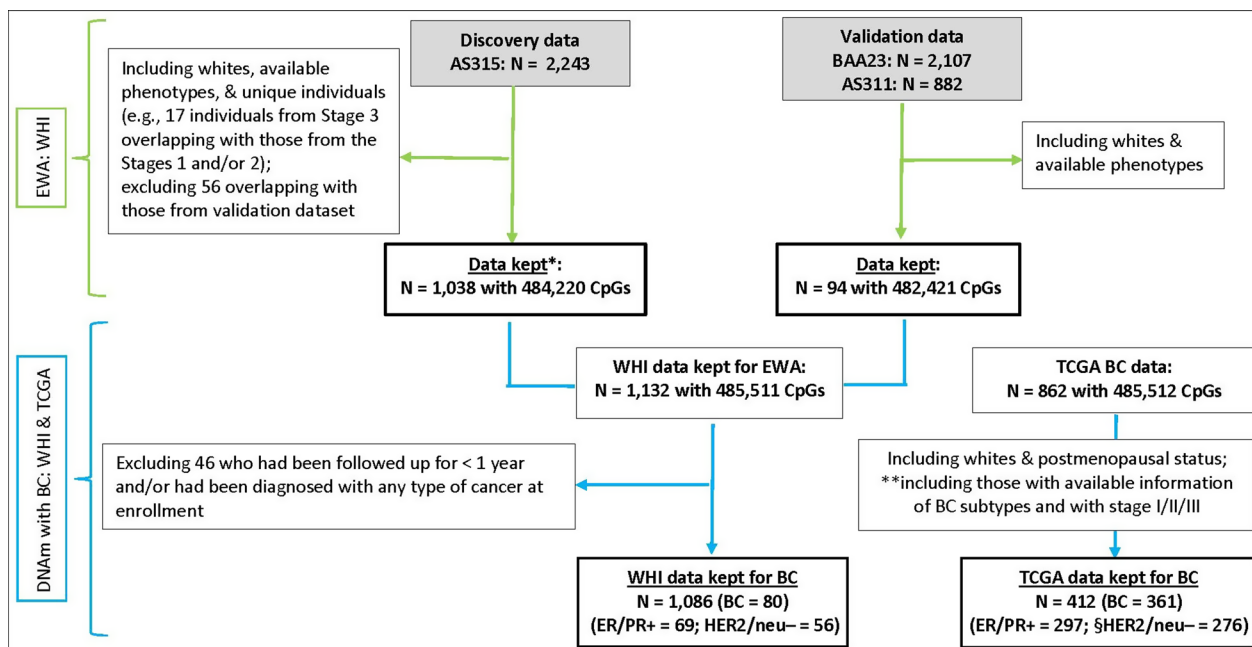 EWA: WHI
Discovery data
AS315: N = 2,243
Validation data
BAA23: N = 2,107
AS311: N = 882
Including whites, available
phenotypes, & unique individuals
(e.g., 17 individuals from Stage 3
overlapping with those from the
Stages 1 and/or 2);
excluding 56 overlapping with
those from validation dataset
Including whites &
available phenotypes
Data kept*:
N = 1,038 with 484,220 CpGs
Data kept:
N = 94 with 482,421 CpGs
DNAm with BC: WHI & TCGA
WHI data kept for EWA:
N = 1,132 with 485,511 CpGs
TCGA BC data:
N = 862 with 485,512 CpGs
Excluding 46 who had been followed up for < 1 year
and/or had been diagnosed with any type of cancer at
enrollment
Including whites & postmenopausal status;
**including those with available information
of BC subtypes and with stage I/II/III
WHI data kept for BC
N = 1,086 (BC = 80)
(ER/PR+ = 69; HER2/neu− = 56)
TCGA data kept for BC
N = 412 (BC = 361)
(ER/PR+ = 297; §HER2/neu− = 276)